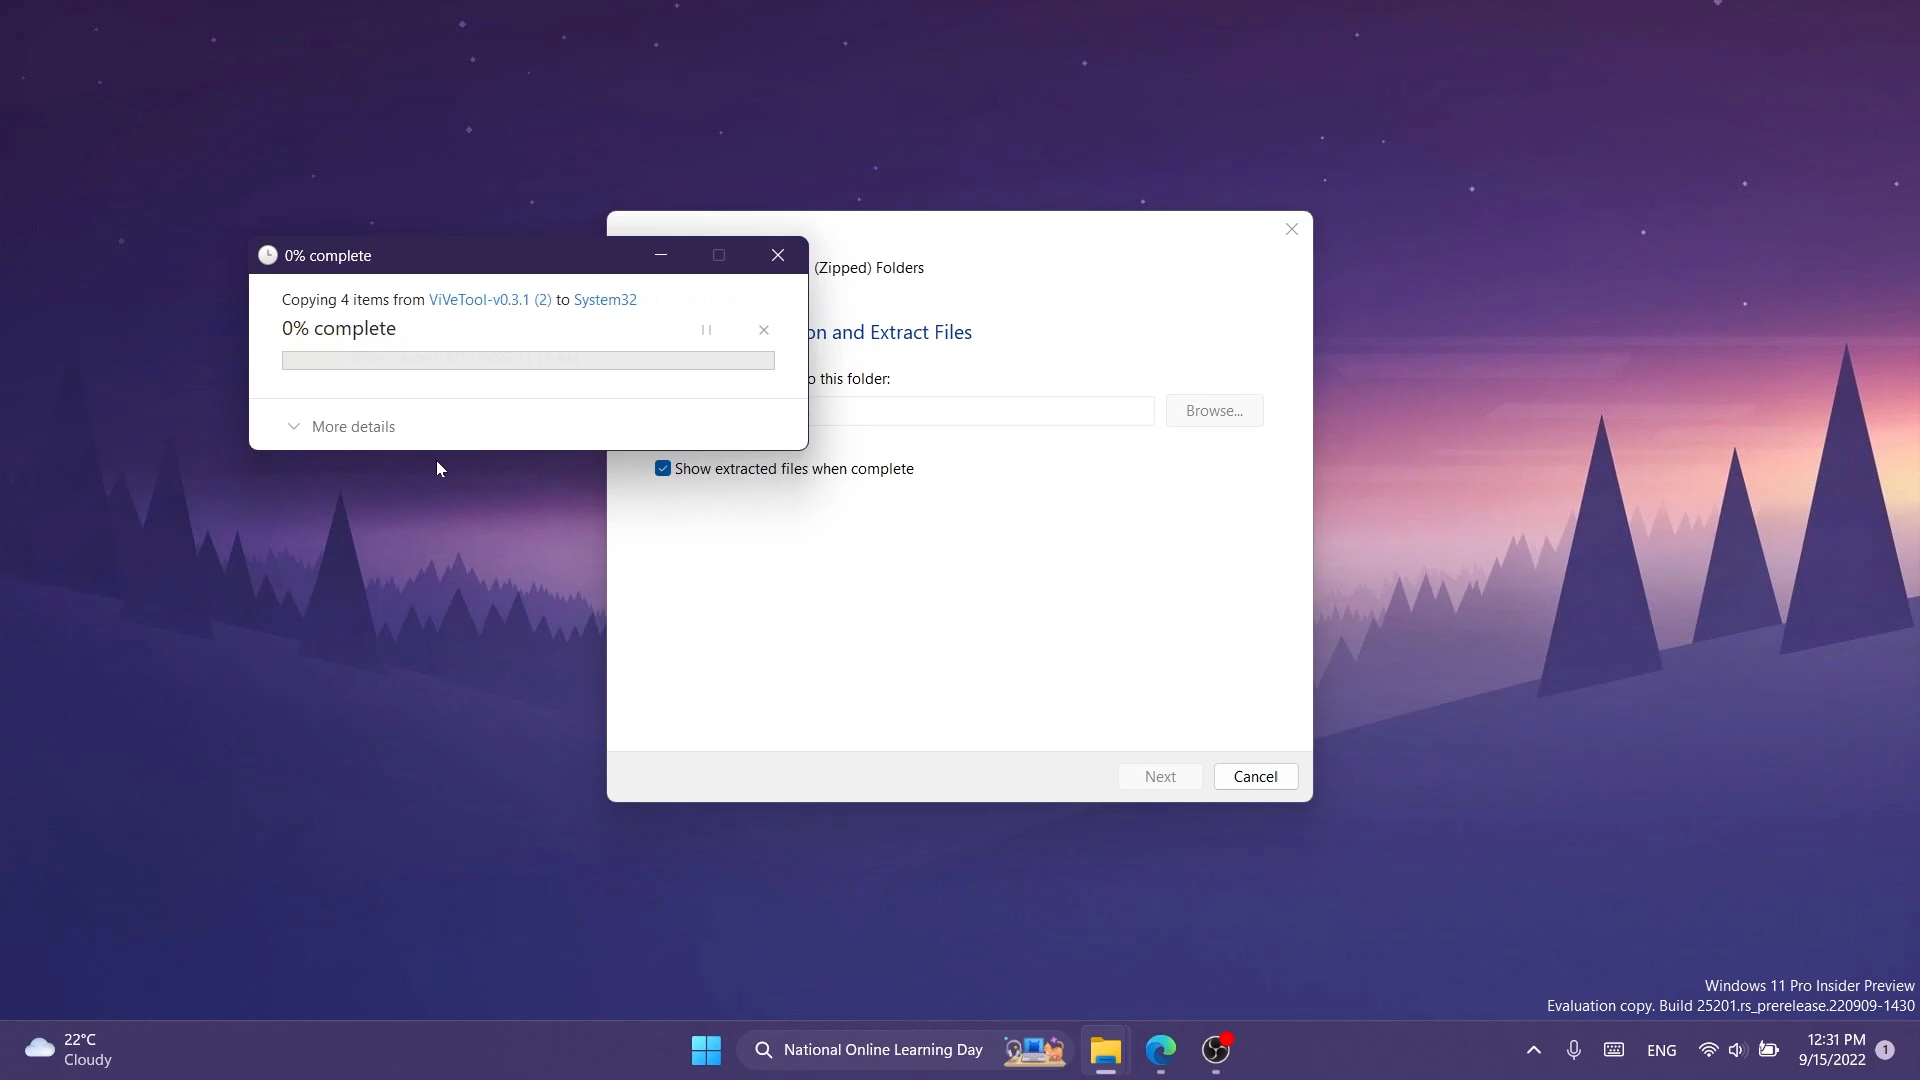 0% complete
Copying 4 items from ViVeTool-v0.3.1 (2) to System32
0% complete
More details
(Zipped) Folders
on and Extract Files
o this folder:
Browse...
Show extracted files when complete
Next
Cancel
Windows 11 Pro Insider Preview
Evaluation copy. Build 25201.rs_prerelease.220909-1430
22°C
Cloudy
National Online Learning Day
ENG
12:31 PM
9/15/2022
1